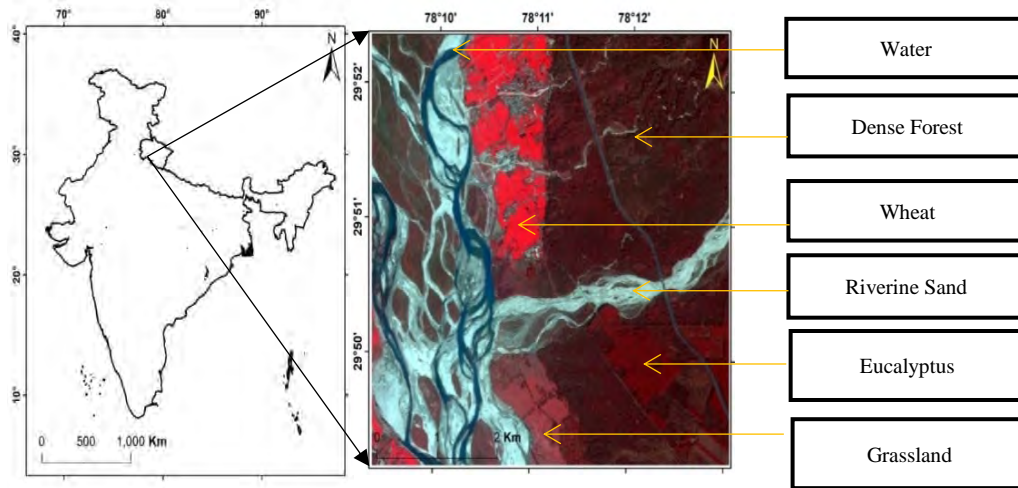 70°
80°
90°
78°10'
78°11'
78°12'
40°
30°
20°
10°
N
0 500 1,000 Km
29°52'
29°51'
29°50'
N
0 2 Km
Water
Dense Forest
Wheat
Riverine Sand
Eucalyptus
Grassland